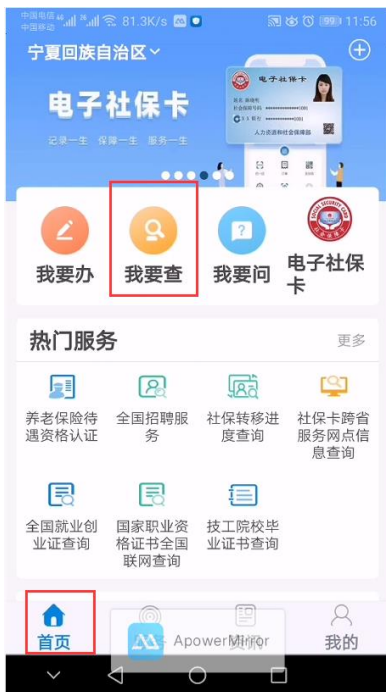 中国电信 中国移动 81.3K/s 99 11:56
宁夏回族自治区
电子社保卡
记录一生 保障一生 服务一生
电子社保卡
人力资源和社会保障部
我要办 我要查 我要问 电子社保
卡
热门服务 更多
养老保险待 全国招聘服 社保转移进 社保卡跨省
遇资格认证 务 度查询 服务网点信
息查询
全国就业创 国家职业资 技工院校毕
业证查询 格证书全国 业证书查询
联网查询
首页 ApowerMirror 资讯 我的